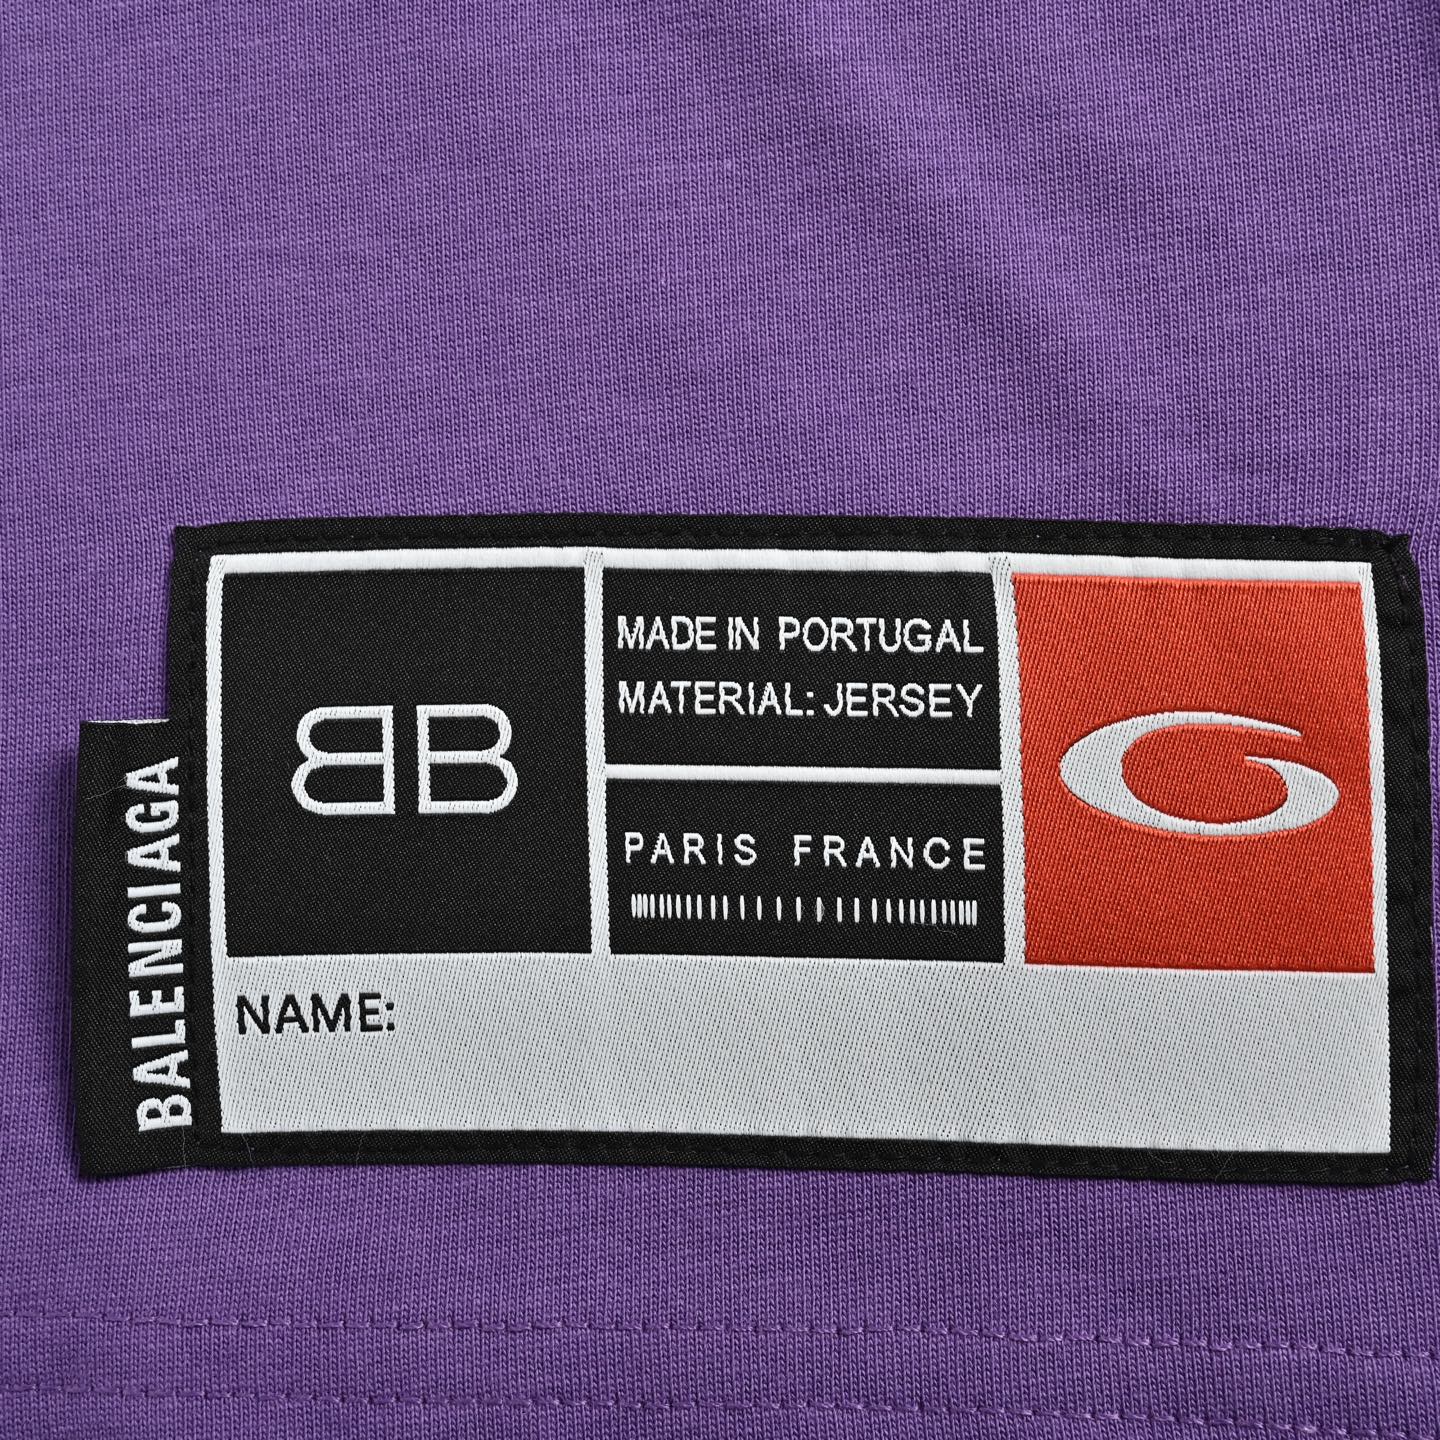 BALENCIAGA
BB
MADE IN PORTUGAL
MATERIAL: JERSEY
PARIS FRANCE
G
NAME: